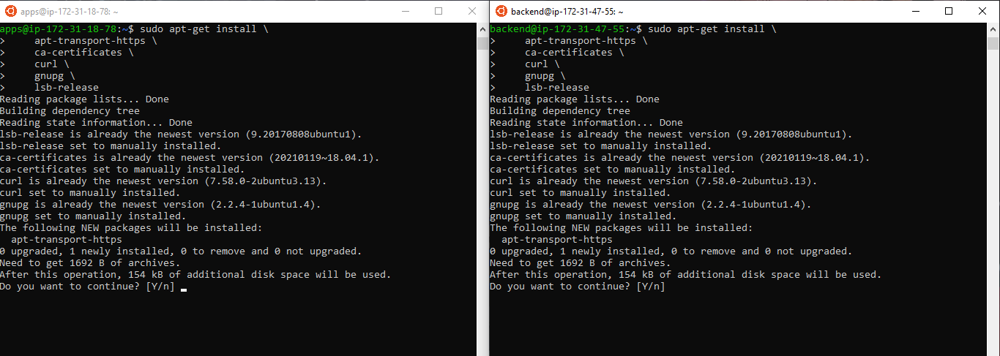 apps@ip-172-31-18-78: ~
apps@ip-172-31-18-78:~$ sudo apt-get install \
>     apt-transport-https \
>     ca-certificates \
>     curl \
>     gnupg \
>     lsb-release
Reading package lists... Done
Building dependency tree
Reading state information... Done
lsb-release is already the newest version (9.20170808ubuntu1).
lsb-release set to manually installed.
ca-certificates is already the newest version (20210119~18.04.1).
ca-certificates set to manually installed.
curl is already the newest version (7.58.0-2ubuntu3.13).
curl set to manually installed.
gnupg is already the newest version (2.2.4-1ubuntu1.4).
gnupg set to manually installed.
The following NEW packages will be installed:
  apt-transport-https
0 upgraded, 1 newly installed, 0 to remove and 0 not upgraded.
Need to get 1692 B of archives.
After this operation, 154 kB of additional disk space will be used.
Do you want to continue? [Y/n]
backend@ip-172-31-47-55: ~
backend@ip-172-31-47-55:~$ sudo apt-get install \
>     apt-transport-https \
>     ca-certificates \
>     curl \
>     gnupg \
>     lsb-release
Reading package lists... Done
Building dependency tree
Reading state information... Done
lsb-release is already the newest version (9.20170808ubuntu1).
lsb-release set to manually installed.
ca-certificates is already the newest version (20210119~18.04.1).
ca-certificates set to manually installed.
curl is already the newest version (7.58.0-2ubuntu3.13).
curl set to manually installed.
gnupg is already the newest version (2.2.4-1ubuntu1.4).
gnupg set to manually installed.
The following NEW packages will be installed:
  apt-transport-https
0 upgraded, 1 newly installed, 0 to remove and 0 not upgraded.
Need to get 1692 B of archives.
After this operation, 154 kB of additional disk space will be used.
Do you want to continue? [Y/n]